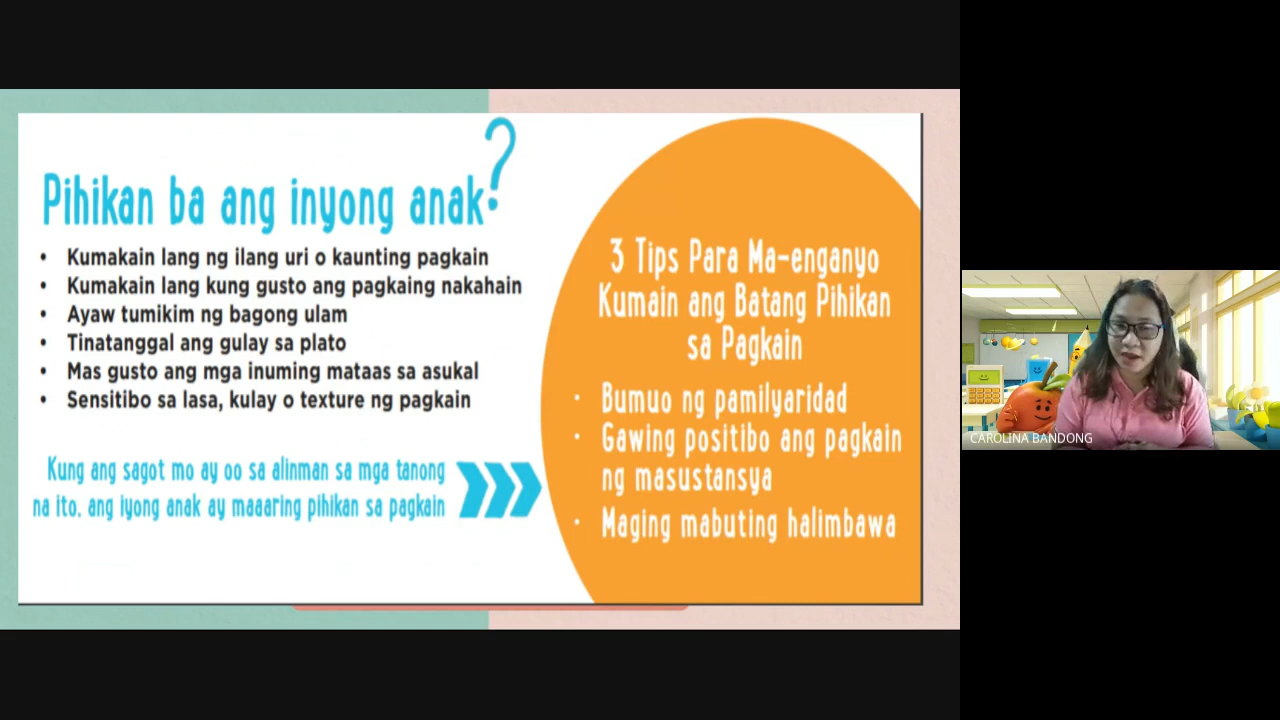 Pihikan ba ang inyong anak?
• Kumakain lang ng ilang uri o kaunting pagkain
• Kumakain lang kung gusto ang pagkaing nakahain
• Ayaw tumikim ng bagong ulam
• Tinatanggal ang gulay sa plato
• Mas gusto ang mga inuming mataas sa asukal
• Sensitibo sa lasa, kulay o texture ng pagkain
Kung ang sagot mo ay oo sa alinman sa mga tanong
na ito. ang iyong anak ay maaaring pihikan sa pagkain
3 Tips Para Ma-enganyo
Kumain ang Batang Pihikan
sa Pagkain
• Bumuo ng pamilyaridad
• Gawing positibo ang pagkain
ng masustansya
• Maging mabuting halimbawa
CAROLINA BANDONG